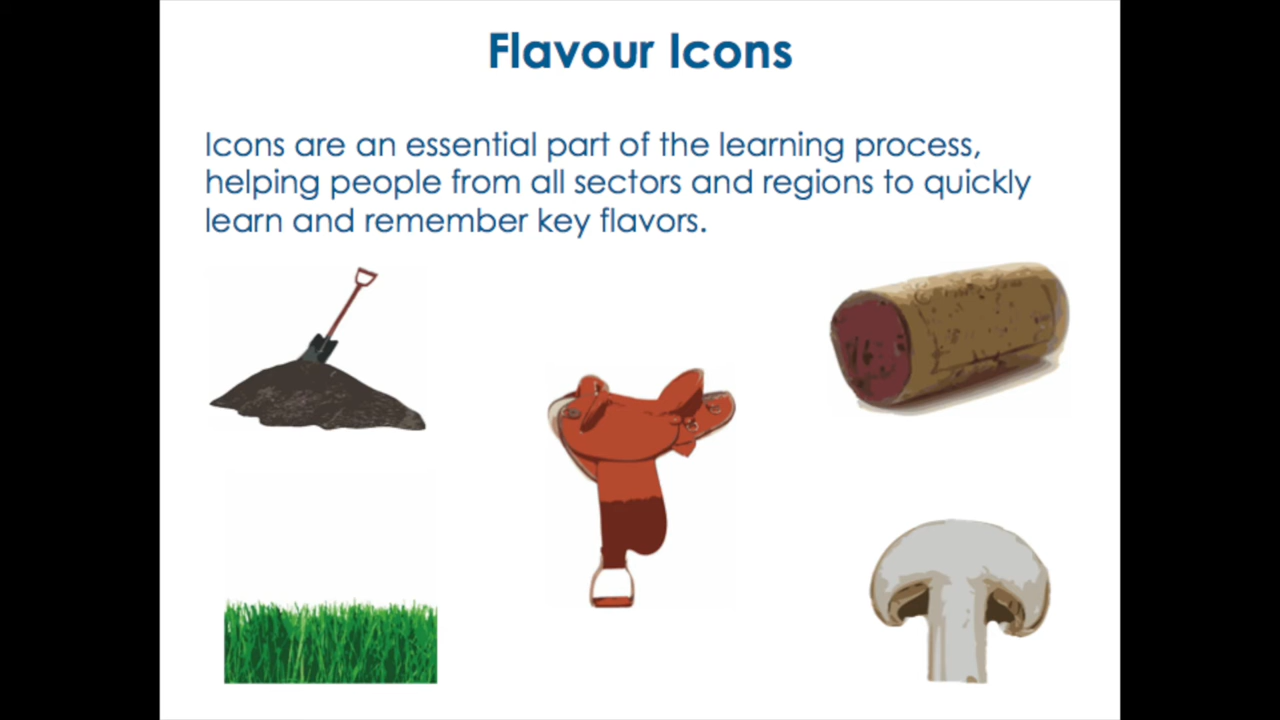 Flavour Icons
Icons are an essential part of the learning process,
helping people from all sectors and regions to quickly
learn and remember key flavors.